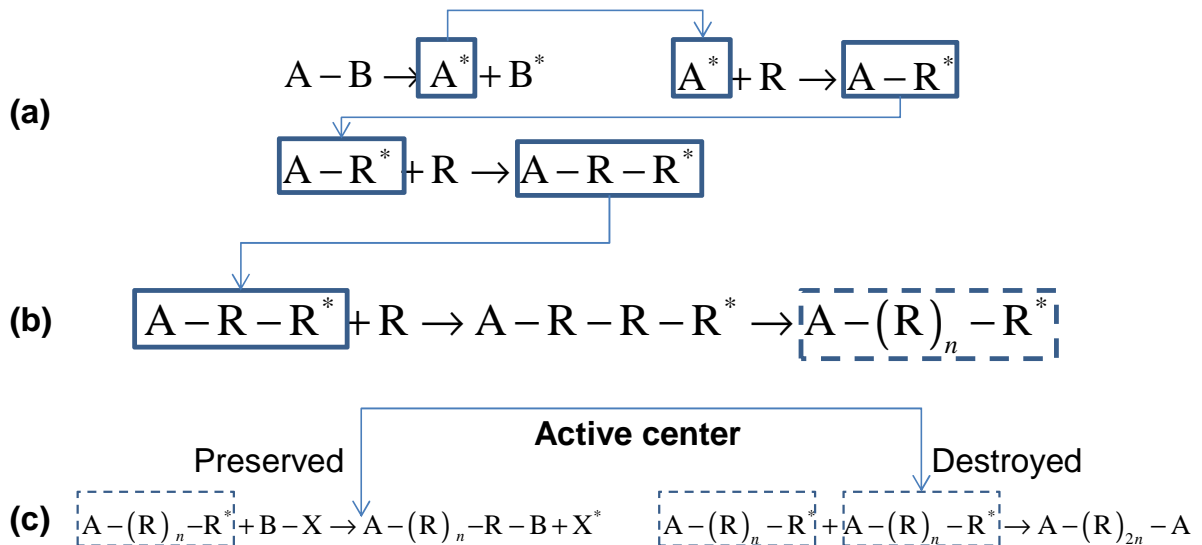 A − B → A* + B* A* + R → A − R*
(a)
A − R* + R → A − R − R*
(b) A − R − R* + R → A − R − R − R* → A − (R)ₙ − R*
Active center
Preserved Destroyed
(c) A − (R)ₙ − R* + B − X → A − (R)ₙ − R − B + X* A − (R)ₙ − R* + A − (R)ₙ − R* → A − (R)₂ₙ − A